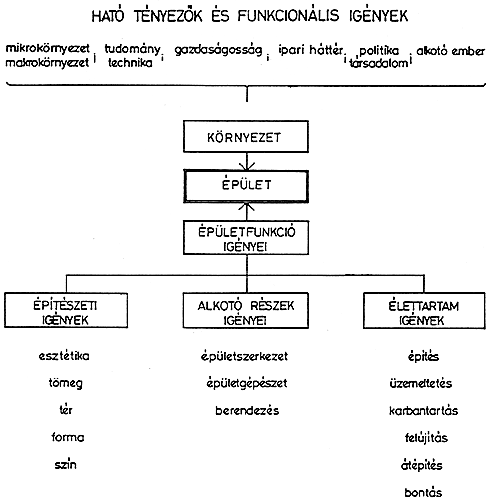 HATÓ TÉNYEZŐK ÉS FUNKCIONÁLIS IGÉNYEK
mikrokörnyezet, tudomány, gazdaságosság, ipari háttér, politika, alkotó ember
makrokörnyezet technika társadalom
KÖRNYEZET
ÉPÜLET
ÉPÜLETFUNKCIÓ
IGÉNYEI
ÉPÍTÉSZETI
IGÉNYEK
ALKOTÓ RÉSZEK
IGÉNYEI
ÉLETTARTAM
IGÉNYEK
esztétika
tömeg
tér
forma
szín
épületszerkezet
épületgépészet
berendezés
építés
üzemeltetés
karbantartás
felújítás
átépítés
bontás